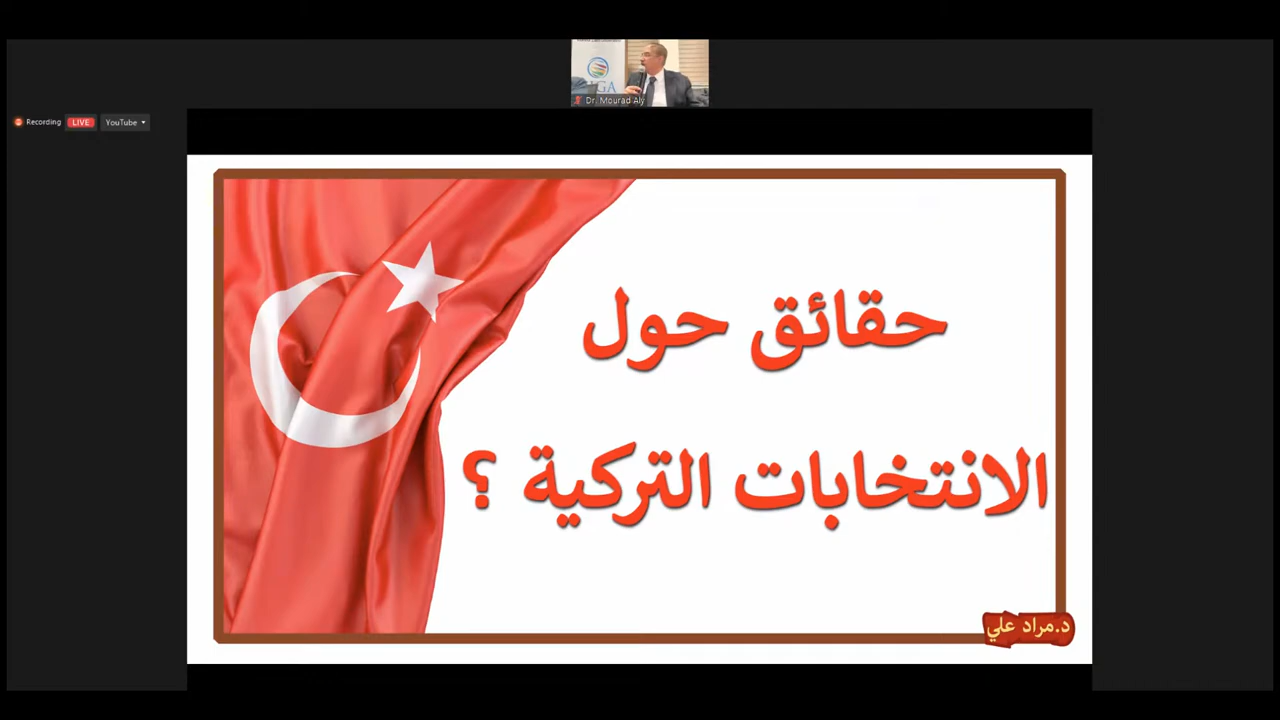 Dr. Mourad Aly
Recording LIVE YouTube
حقائق حول
الانتخابات التركية ؟
د.مراد علي